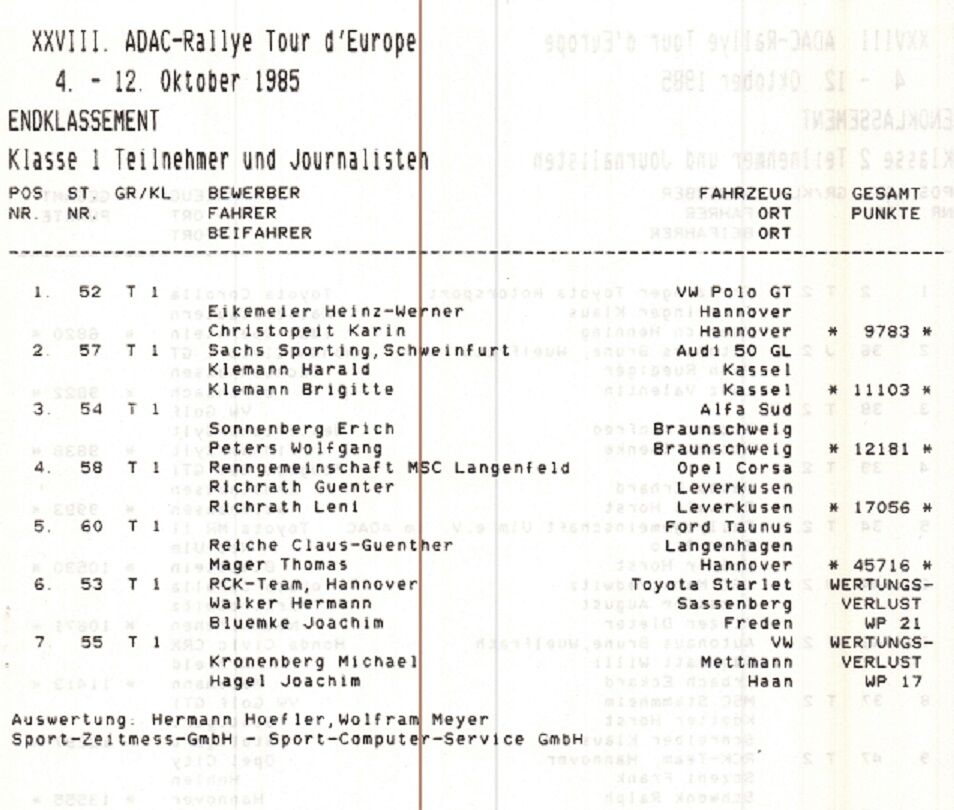 XXVIII. ADAC-Rallye Tour d'Europe
4. - 12. Oktober 1985
ENDKLASSEMENT
Klasse 1 Teilnehmer und Journalisten
POS ST. GR/KL BEWERBER FAHRZEUG GESAMT
NR. NR. FAHRER ORT PUNKTE
BEIFAHRER ORT
1. 52 T 1 VW Polo GT
Eikemeier Heinz-Werner Hannover
Christopeit Karin Hannover * 9783 *
2. 57 T 1 Sachs Sporting,Schweinfurt Audi 50 GL
Klemann Harald Kassel
Klemann Brigitte Kassel * 11103 *
3. 54 T 1 Alfa Sud
Sonnenberg Erich Braunschweig
Peters Wolfgang Braunschweig * 12181 *
4. 58 T 1 Renngemeinschaft MSC Langenfeld Opel Corsa
Richrath Guenter Leverkusen
Richrath Leni Leverkusen * 17056 *
5. 60 T 1 Ford Taunus
Reiche Claus-Guenther Langenhagen
Mager Thomas Hannover * 45716 *
6. 53 T 1 RCK-Team, Hannover Toyota Starlet WERTUNGS-
Walker Hermann Sassenberg VERLUST
Bluemke Joachim Freden WP 21
7. 55 T 1 VW WERTUNGS-
Kronenberg Michael Mettmann VERLUST
Hagel Joachim Haan WP 17
Auswertung: Hermann Hoefler,Wolfram Meyer
Sport-Zeitmess-GmbH - Sport-Computer-Service GmbH